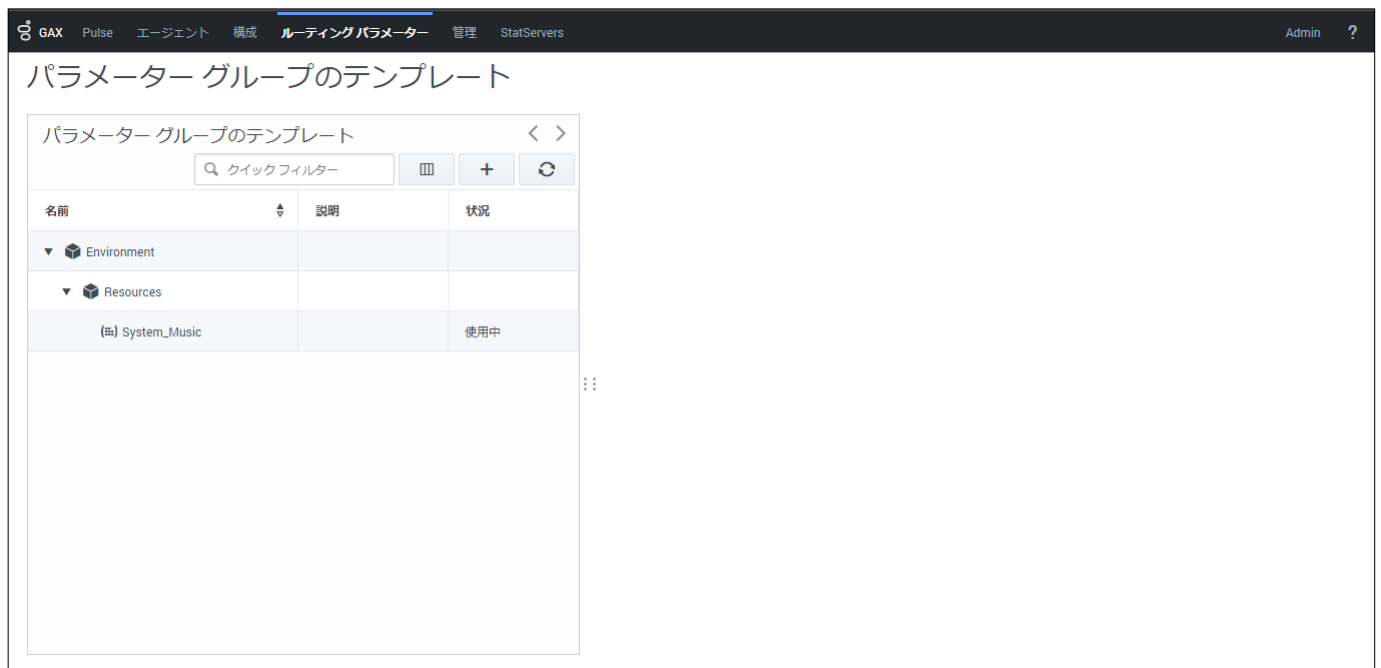 GAX Pulse エージェント 構成 ルーティング パラメーター 管理 StatServers Admin ?
パラメーター グループのテンプレート
パラメーター グループのテンプレート
クイック フィルター
名前 説明 状況
Environment
Resources
System_Music 使用中